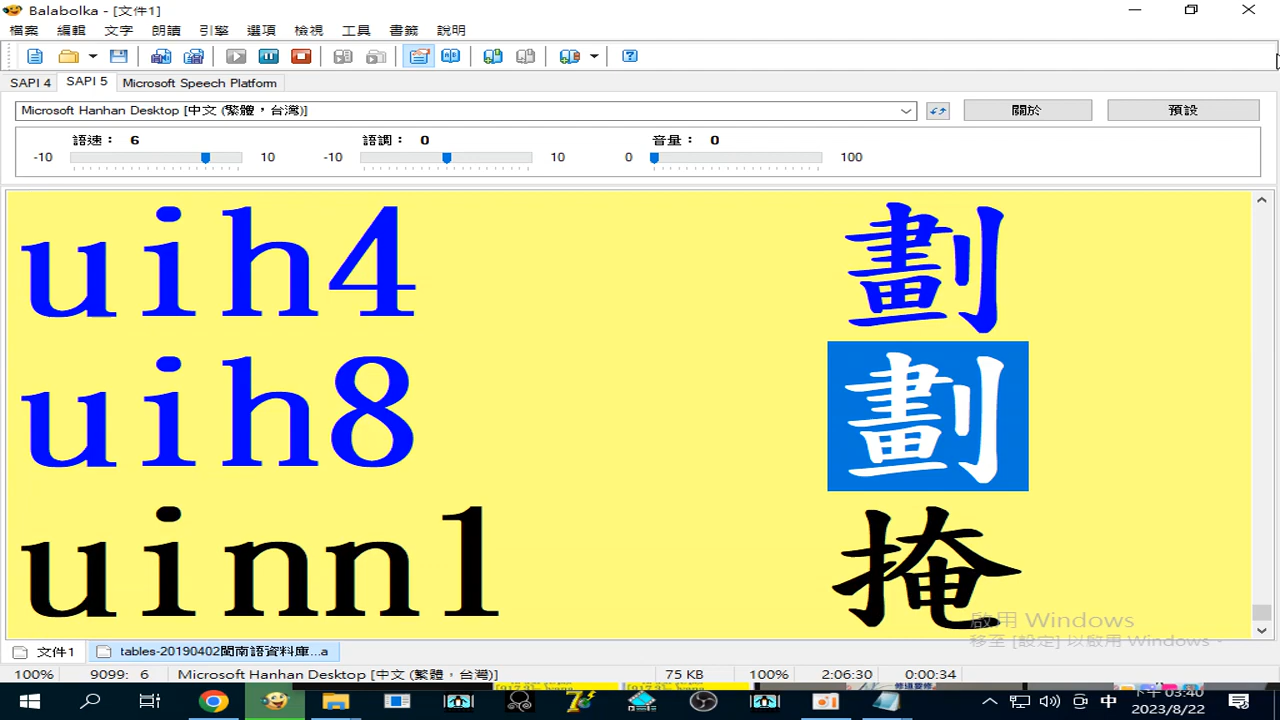 Balabolka - [文件1]
檔案 編輯 文字 朗讀 引擎 選項 檢視 工具 書籤 說明
SAPI 4 SAPI 5 Microsoft Speech Platform
Microsoft Hanhan Desktop [中文 (繁體，台灣)] 關於 預設
語速： 6 語調： 0 音量： 0
-10 10 -10 10 0 100
uih4 劃
uih8 劃
uinn1 掩
啟用 Windows
移至 [設定] 以啟用 Windows。
文件1 tables-20190402閩南語資料庫...a
100% 9099: 6 Microsoft Hanhan Desktop [中文 (繁體，台灣)] 75 KB 100% 2:06:30 0:00:34
中 下午 03:40
2023/8/22